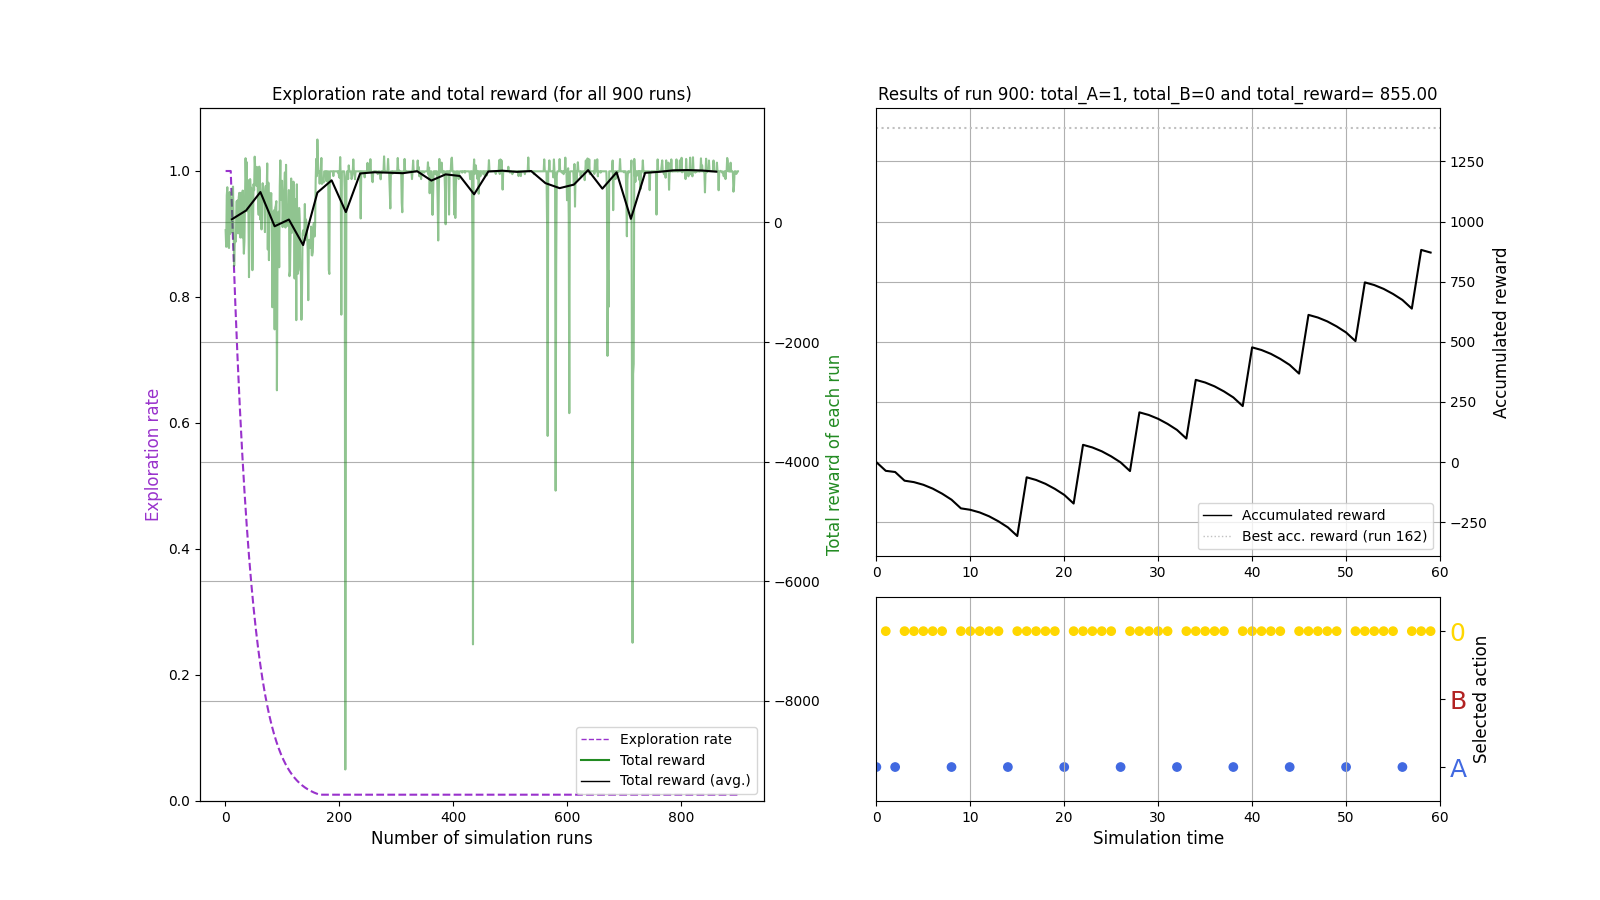 Exploration rate and total reward (for all 900 runs)
Exploration rate
1.0
0.8
0.6
0.4
0.2
0.0
0
−2000
−4000
−6000
−8000
Total reward of each run
Exploration rate
Total reward
Total reward (avg.)
0 200 400 600 800
Number of simulation runs
Results of run 900: total_A=1, total_B=0 and total_reward= 855.00
1250
1000
750
500
250
0
−250
Accumulated reward
Accumulated reward
Best acc. reward (run 162)
0 10 20 30 40 50 60
0
B
A
Selected action
0 10 20 30 40 50 60
Simulation time